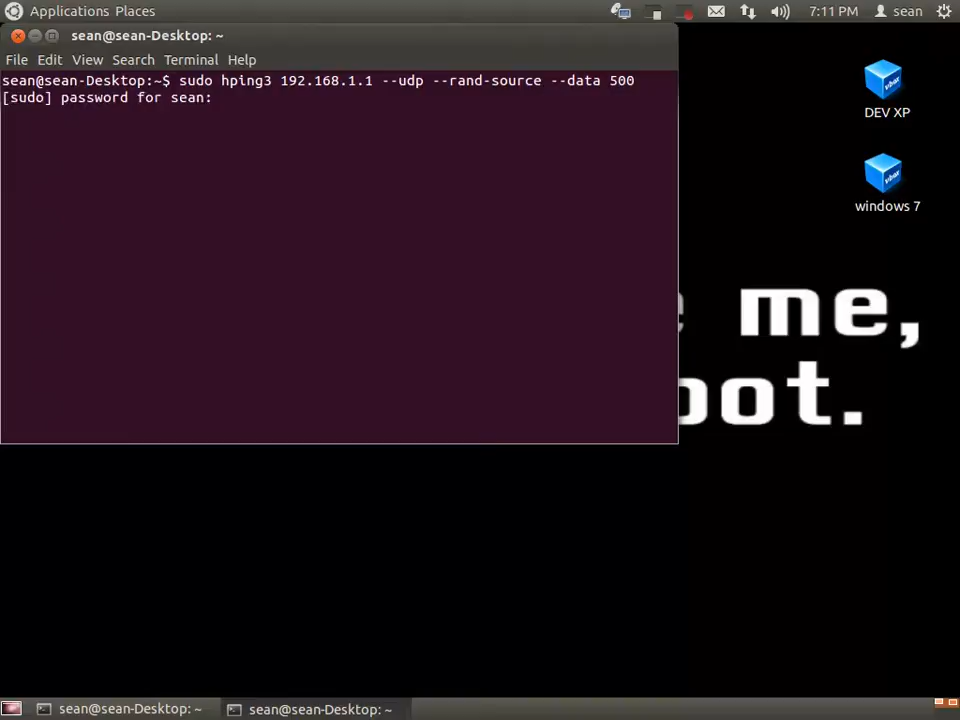 Applications Places
7:11 PM sean
sean@sean-Desktop: ~
File Edit View Search Terminal Help
sean@sean-Desktop:~$ sudo hping3 192.168.1.1 --udp --rand-source --data 500
[sudo] password for sean:
DEV XP
windows 7
me,
oot.
sean@sean-Desktop: ~
sean@sean-Desktop: ~